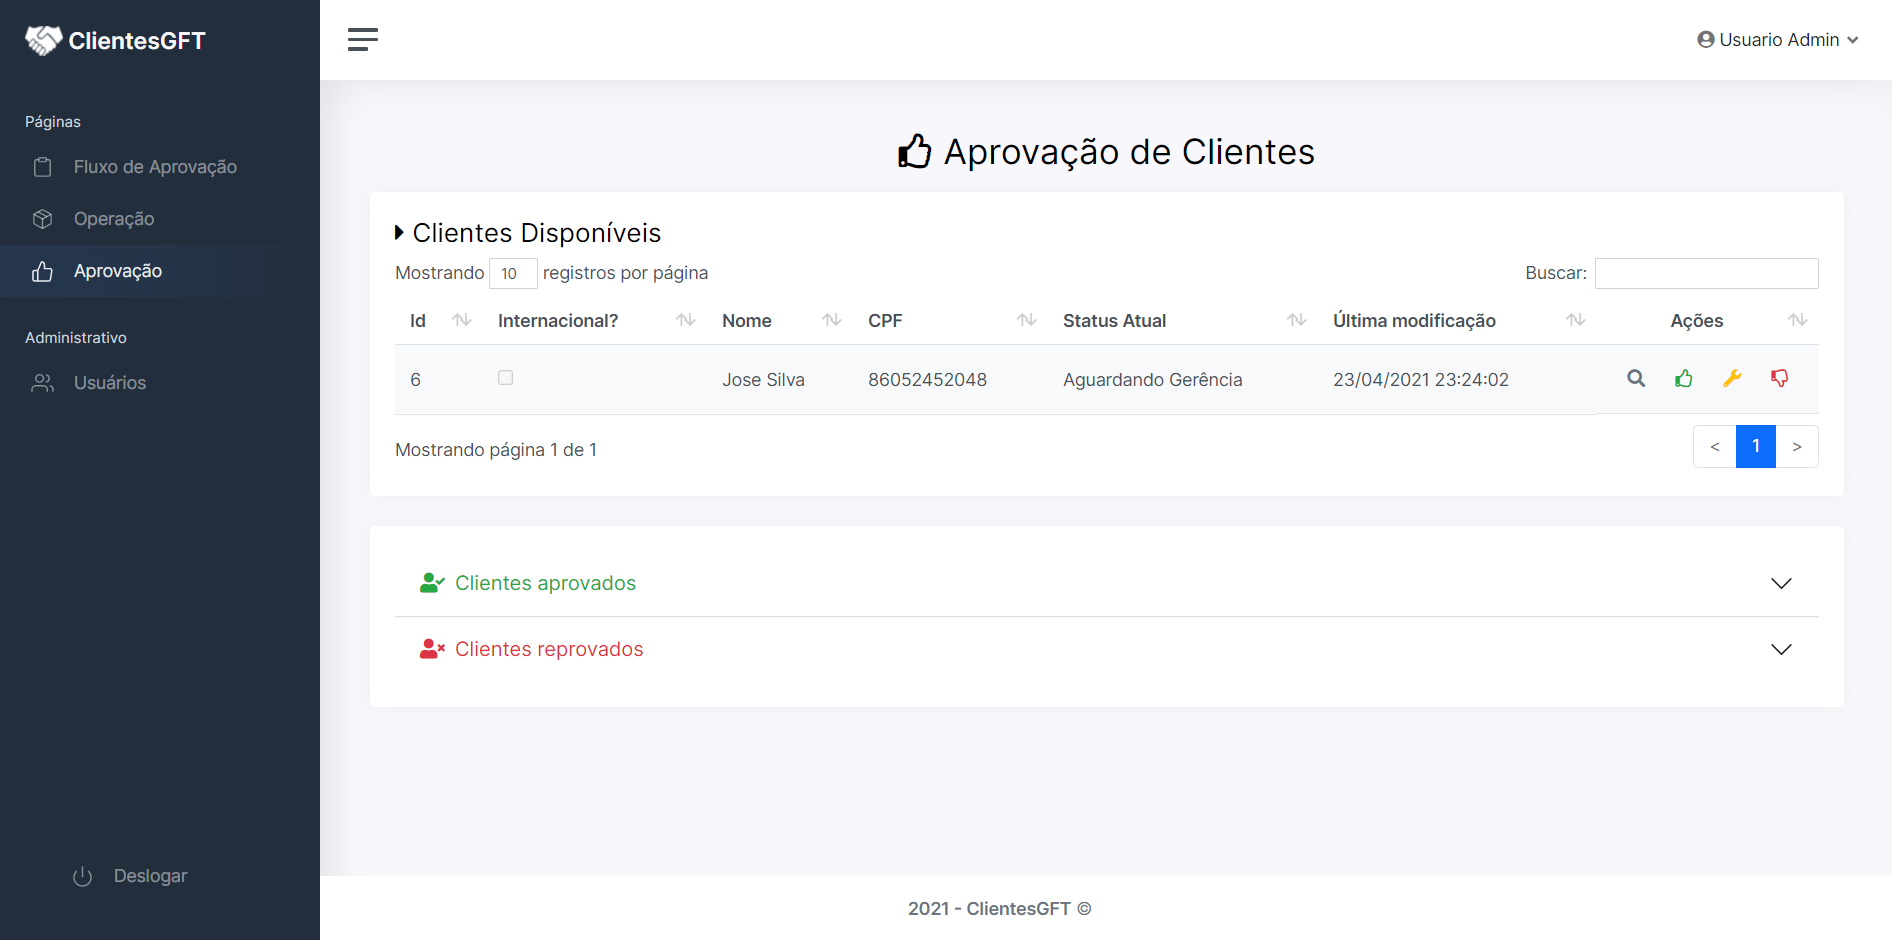 ClientesGFT
Usuario Admin
Páginas
Fluxo de Aprovação
Operação
Aprovação
Administrativo
Usuários
Deslogar
Aprovação de Clientes
Clientes Disponíveis
Mostrando 10 registros por página
Buscar:
Id Internacional? Nome CPF Status Atual Última modificação Ações
6 Jose Silva 86052452048 Aguardando Gerência 23/04/2021 23:24:02
Mostrando página 1 de 1
< 1 >
Clientes aprovados
Clientes reprovados
2021 - ClientesGFT ©